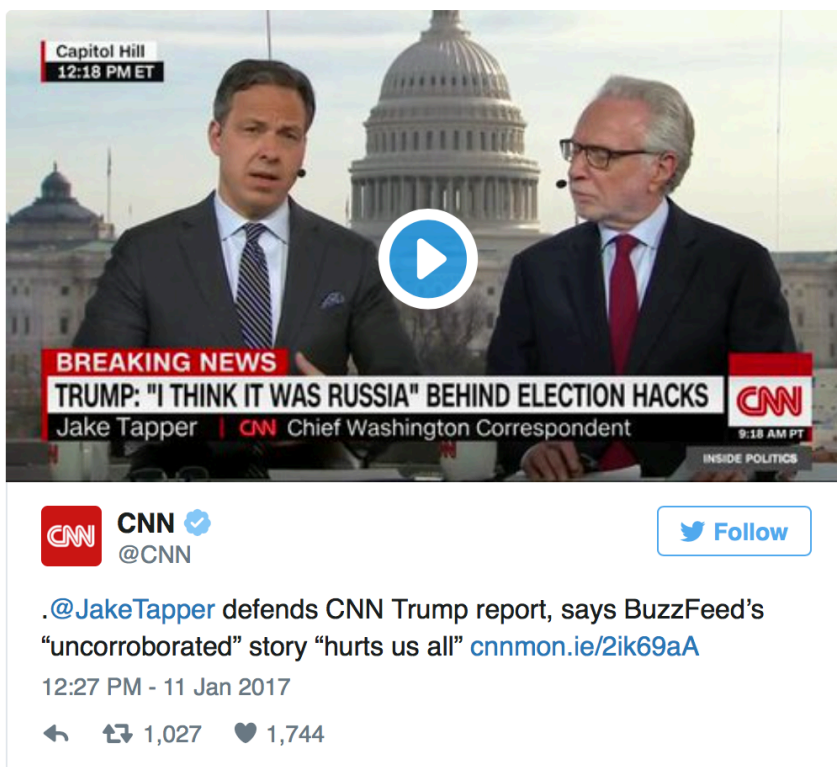 Capitol Hill
12:18 PM ET
BREAKING NEWS
TRUMP: "I THINK IT WAS RUSSIA" BEHIND ELECTION HACKS
Jake Tapper | CNN Chief Washington Correspondent
CNN
9:18 AM PT
INSIDE POLITICS
CNN
CNN
@CNN
Follow
.@JakeTapper defends CNN Trump report, says BuzzFeed’s
“uncorroborated” story “hurts us all” cnnmon.ie/2ik69aA
12:27 PM - 11 Jan 2017
1,027 1,744